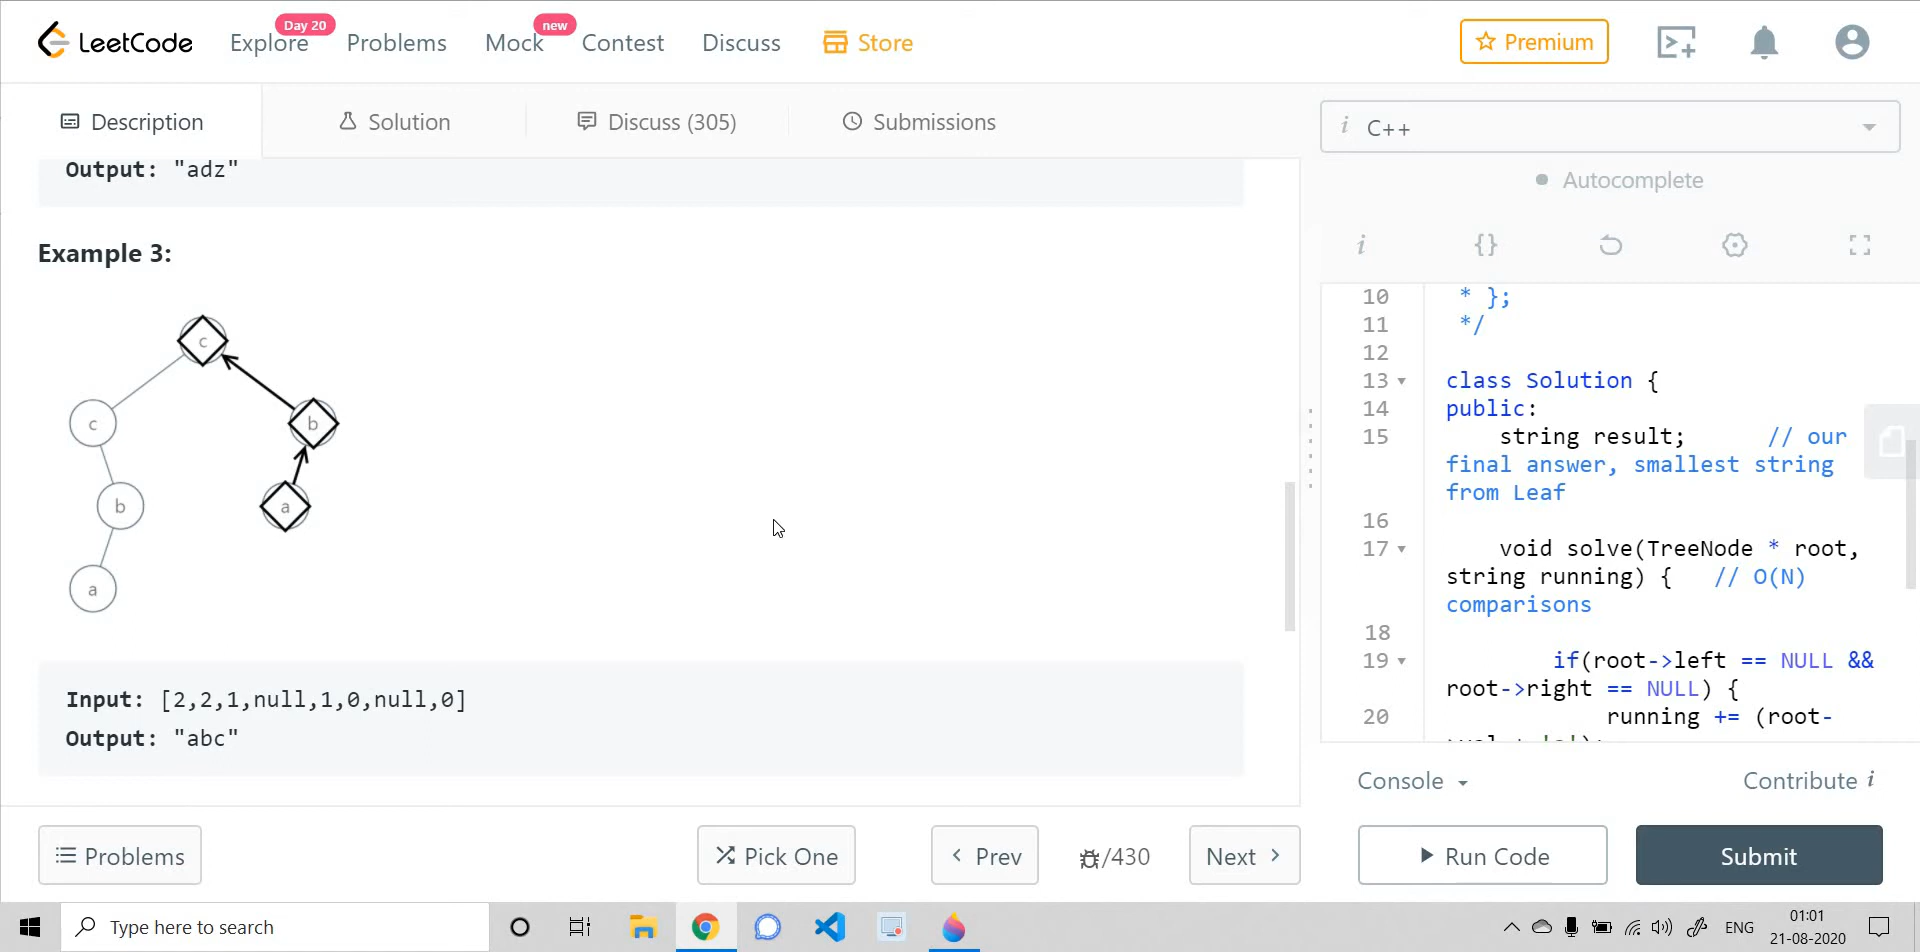 LeetCode
Explore
Day 20
Problems
Mock
new
Contest
Discuss
Store
Premium
Description
Solution
Discuss (305)
Submissions
i C++
Autocomplete
Output: "adz"
Example 3:
c
c
b
b
a
a
Input: [2,2,1,null,1,0,null,0]
Output: "abc"
i {}
10 * };
11 */
12
13 class Solution {
14 public:
15 string result; // our
final answer, smallest string
from Leaf
16
17 void solve(TreeNode * root,
string running) { // O(N)
comparisons
18
19 if(root->left == NULL &&
root->right == NULL) {
20 running += (root-
Console
Contribute i
Problems
Pick One
Prev
/430
Next
Run Code
Submit
Type here to search
ENG
01:01
21-08-2020